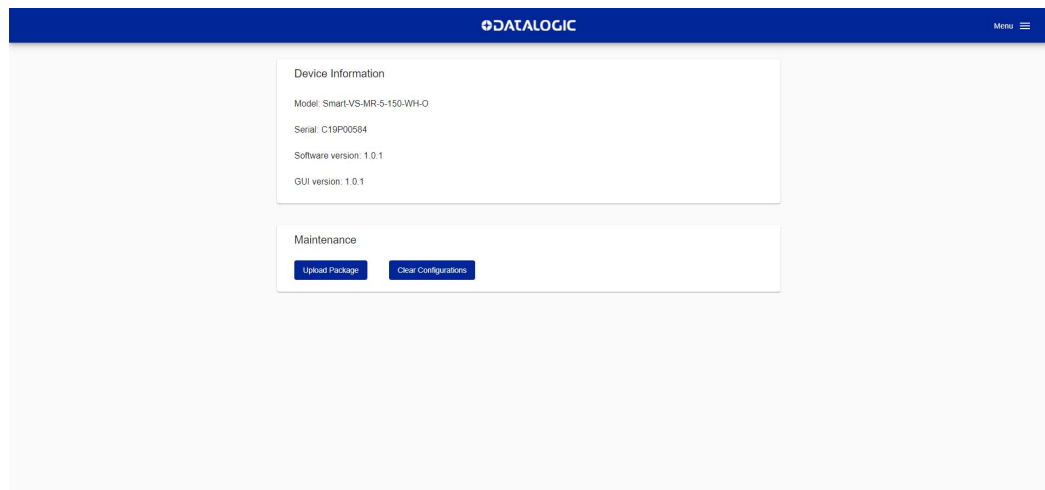 DATALOGIC
Menu
Device Information
Model: Smart-VS-MR-5-150-WH-O
Serial: C19P00584
Software version: 1.0.1
GUI version: 1.0.1
Maintenance
Upload Package
Clear Configurations